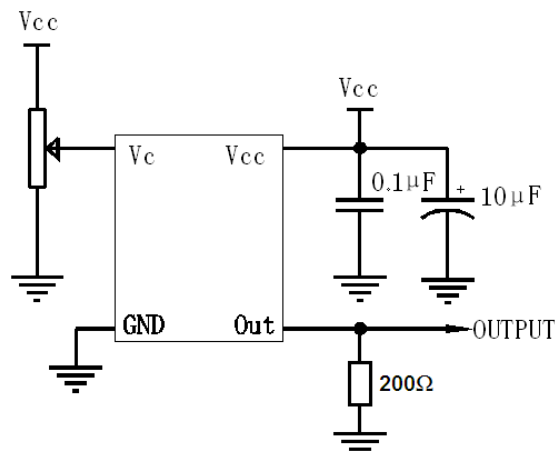 Vcc
Vcc
Vc
Vcc
0.1μF
+
10μF
GND
Out
OUTPUT
200Ω